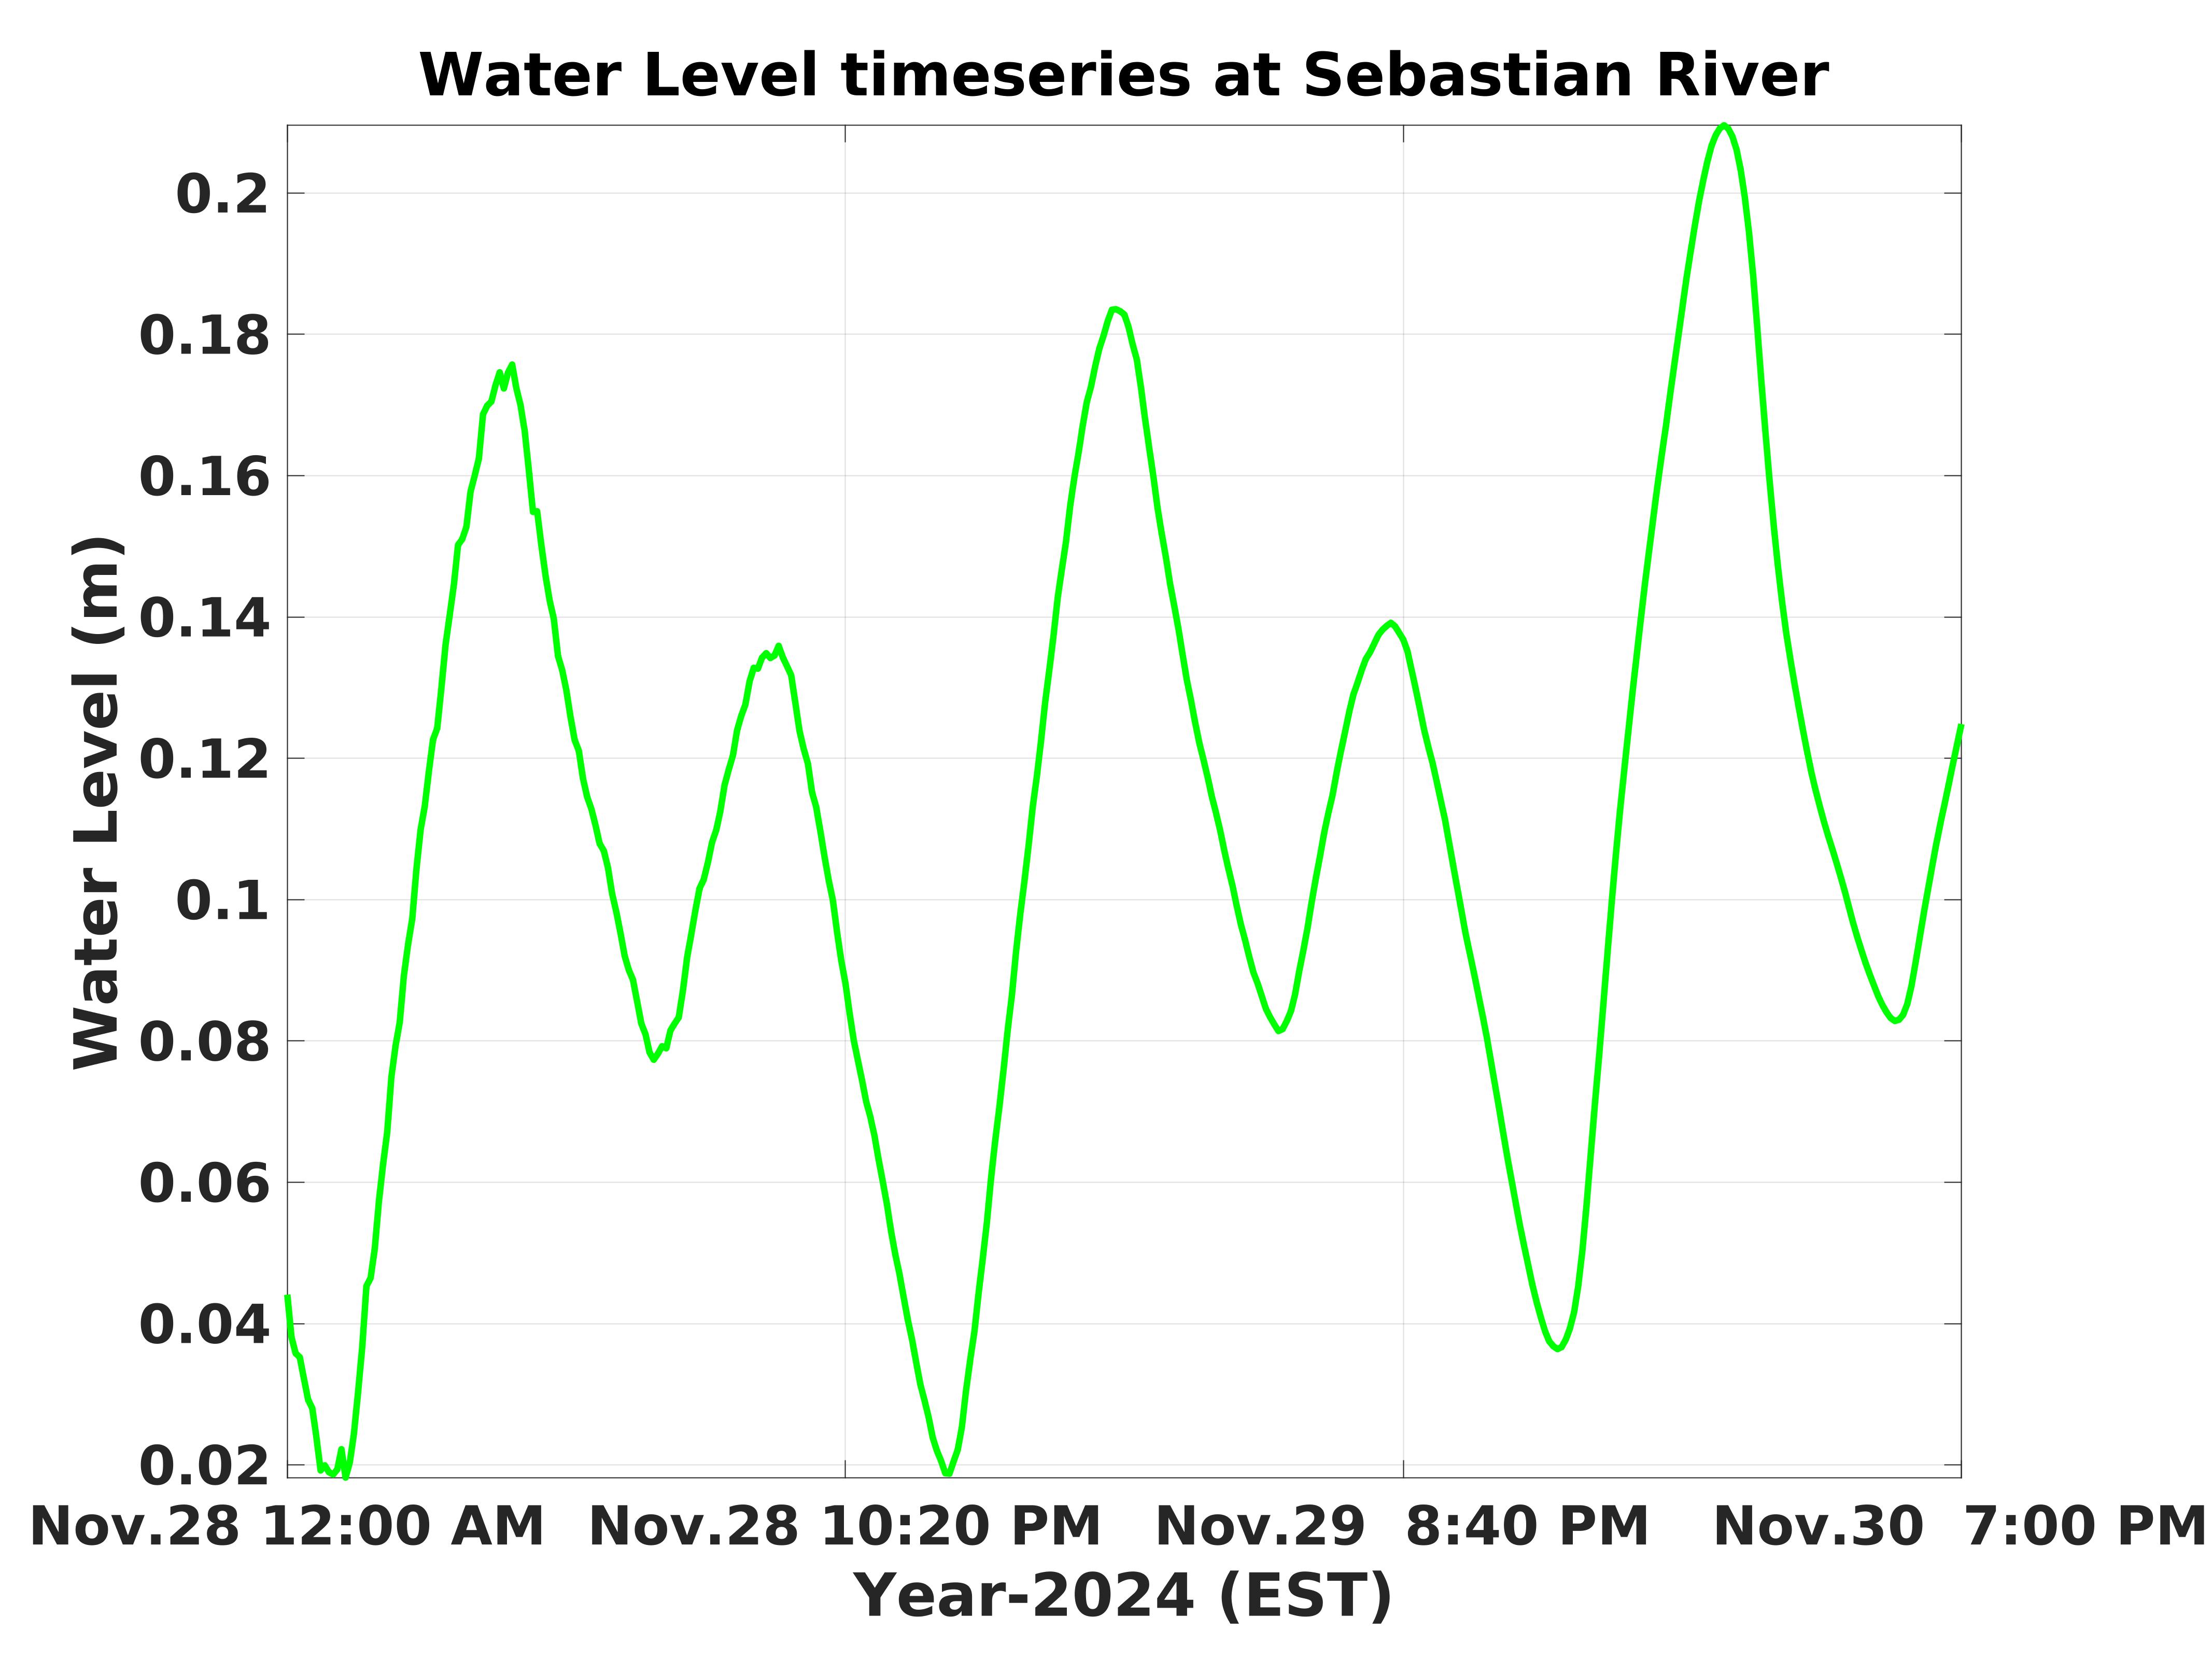 Water Level timeseries at Sebastian River
0.2
0.18
0.16
0.14
0.12
0.1
0.08
0.06
0.04
0.02
Water Level (m)
Nov.28 12:00 AM Nov.28 10:20 PM Nov.29 8:40 PM Nov.30 7:00 PM
Year-2024 (EST)